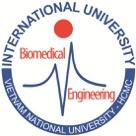 INTERNATIONAL UNIVERSITY
Biomedical
Engineering
VIETNAM NATIONAL UNIVERSITY - HCMC